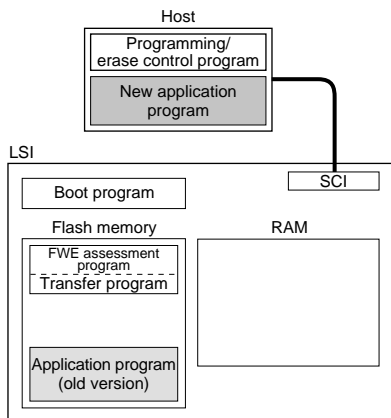 Host
Programming/
erase control program
New application
program
LSI
SCI
Boot program
Flash memory
RAM
FWE assessment
program
Transfer program
Application program
(old version)